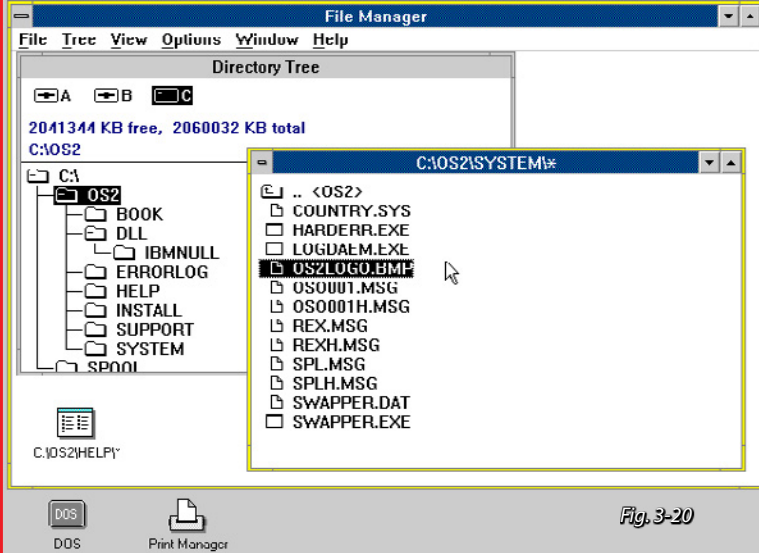 File Manager
File Tree View Options Window Help
Directory Tree
A B C
2041344 KB free, 2060032 KB total
C:\OS2
C:\
OS2
BOOK
DLL
IBMNULL
ERRORLOG
HELP
INSTALL
SUPPORT
SYSTEM
SPOOL
C:\OS2\SYSTEM\*
.. <OS2>
COUNTRY.SYS
HARDERR.EXE
LOGDAEM.EXE
OS2LOGO.BMP
OSO001.MSG
OSO001H.MSG
REX.MSG
REXH.MSG
SPL.MSG
SPLH.MSG
SWAPPER.DAT
SWAPPER.EXE
C:\OS2\HELP\*
DOS
DOS
Print Manager
Fig. 3-20